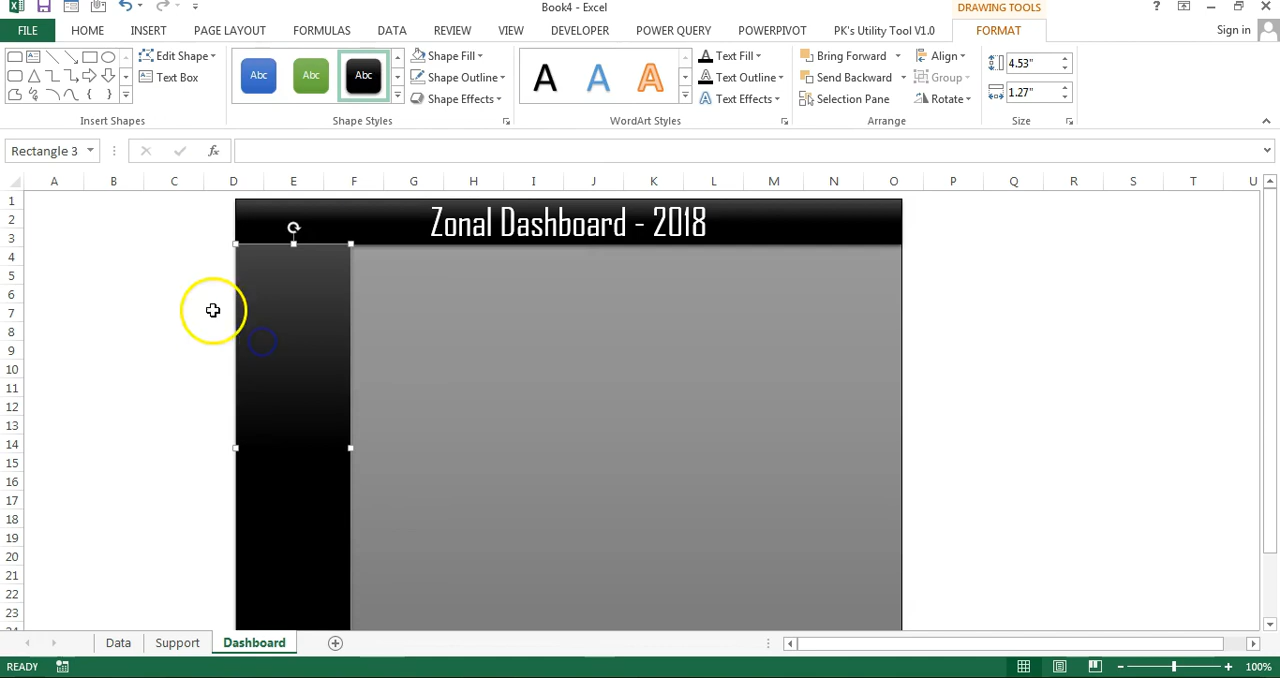 Book4 - Excel
DRAWING TOOLS
?
FILE
HOME
INSERT
PAGE LAYOUT
FORMULAS
DATA
REVIEW
VIEW
DEVELOPER
POWER QUERY
POWERPIVOT
PK's Utility Tool V1.0
FORMAT
Sign in
Edit Shape
Text Box
Insert Shapes
Abc
Abc
Abc
Shape Fill
Shape Outline
Shape Effects
Shape Styles
A
A
A
Text Fill
Text Outline
Text Effects
WordArt Styles
Bring Forward
Send Backward
Selection Pane
Align
Group
Rotate
Arrange
4.53"
1.27"
Size
Rectangle 3
fx
A B C D E F G H I J K L M N O P Q R S T U
1
2
3
4
5
6
7
8
9
10
11
12
13
14
15
16
17
18
19
20
21
22
23
Zonal Dashboard - 2018
Data
Support
Dashboard
READY
100%